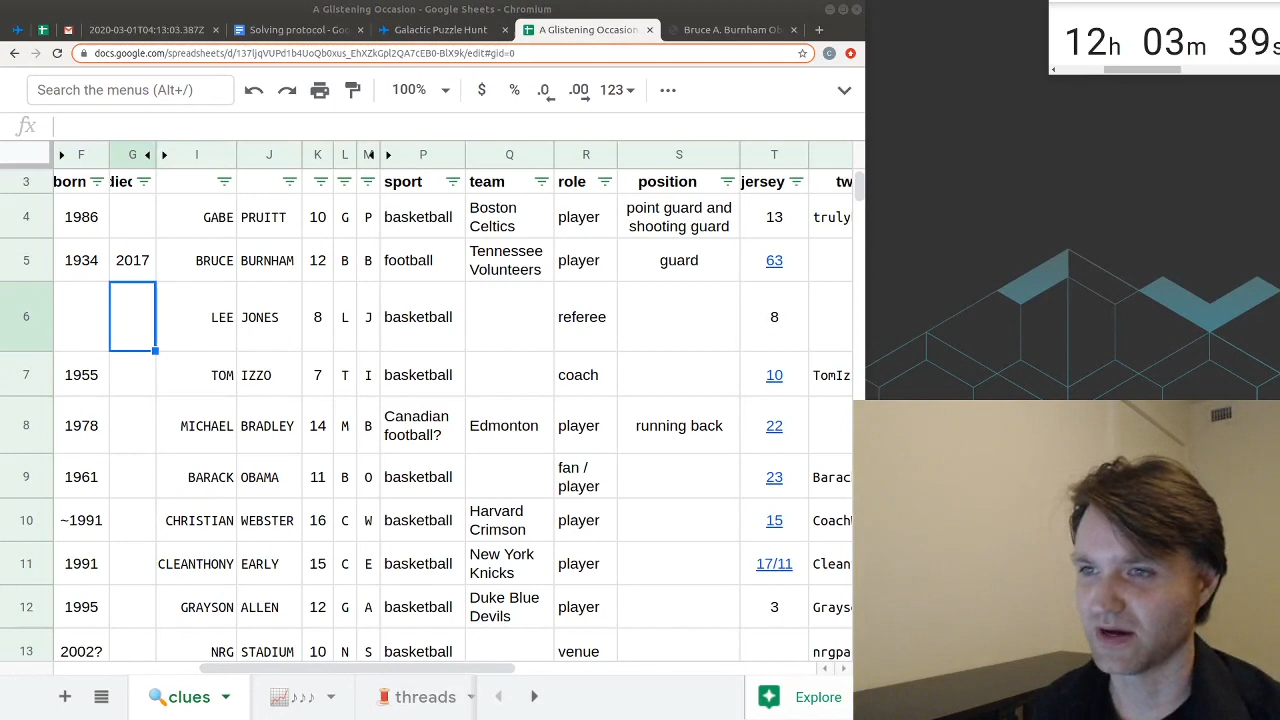 A Glistening Occasion - Google Sheets - Chromium
2020-03-01T04:13:03.387Z
Solving protocol - Goo
Galactic Puzzle Hunt
A Glistening Occasion
Bruce A. Burnham Ob
docs.google.com/spreadsheets/d/137ljqVUPd1b4UoQb0xus_EhXZkGpl2QA7cEB0-BlX9k/edit#gid=0
12h 03m 39s
Search the menus (Alt+/) 100% $ % .0 .00 123
fx
F G I J K L M P Q R S T
3 born died sport team role position jersey tw
4 1986 GABE PRUITT 10 G P basketball Boston Celtics player point guard and shooting guard 13 truly
5 1934 2017 BRUCE BURNHAM 12 B B football Tennessee Volunteers player guard 63
6 LEE JONES 8 L J basketball referee 8
7 1955 TOM IZZO 7 T I basketball coach 10 TomIz
8 1978 MICHAEL BRADLEY 14 M B Canadian football? Edmonton player running back 22
9 1961 BARACK OBAMA 11 B O basketball fan / player 23 Barac
10 ~1991 CHRISTIAN WEBSTER 16 C W basketball Harvard Crimson player 15 CoachW
11 1991 CLEANTHONY EARLY 15 C E basketball New York Knicks player 17/11 Clean
12 1995 GRAYSON ALLEN 12 G A basketball Duke Blue Devils player 3 Grays
13 2002? NRG STADIUM 10 N S basketball venue nrgpa
clues ♪♪♪ threads Explore